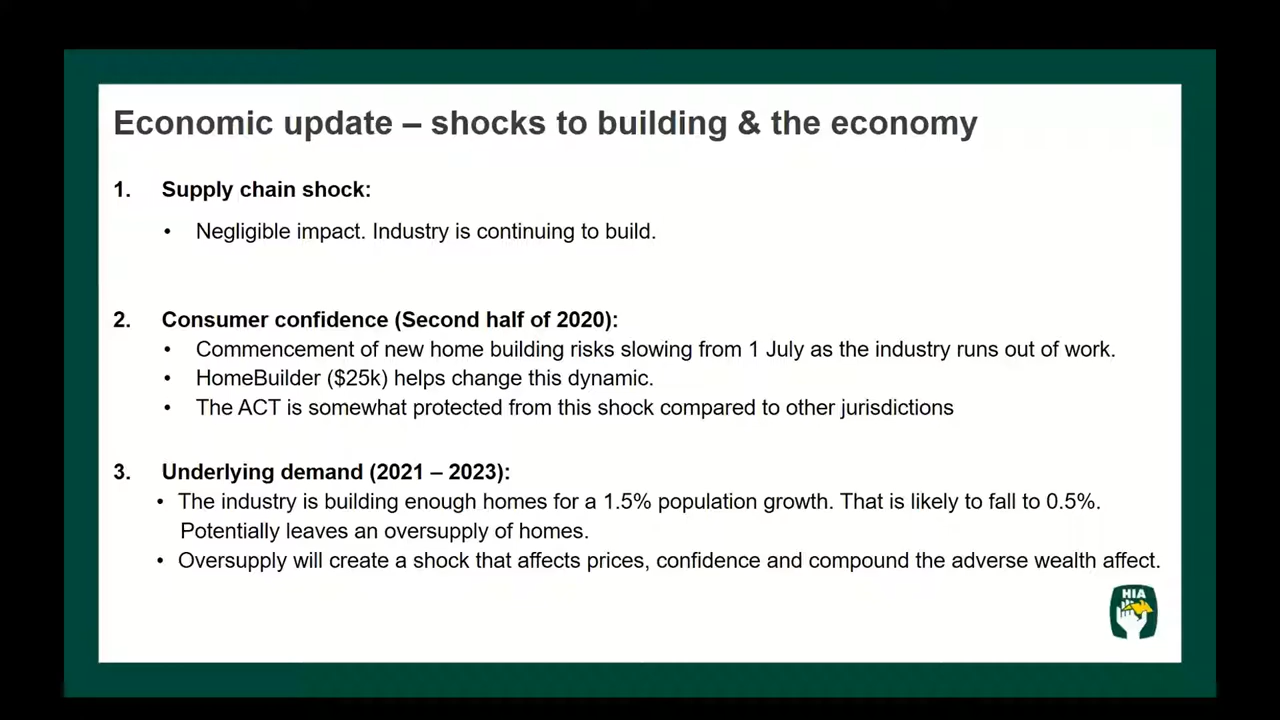 Economic update – shocks to building & the economy
1. Supply chain shock:
• Negligible impact. Industry is continuing to build.
2. Consumer confidence (Second half of 2020):
• Commencement of new home building risks slowing from 1 July as the industry runs out of work.
• HomeBuilder ($25k) helps change this dynamic.
• The ACT is somewhat protected from this shock compared to other jurisdictions
3. Underlying demand (2021 – 2023):
• The industry is building enough homes for a 1.5% population growth. That is likely to fall to 0.5%.
Potentially leaves an oversupply of homes.
• Oversupply will create a shock that affects prices, confidence and compound the adverse wealth affect.
HIA